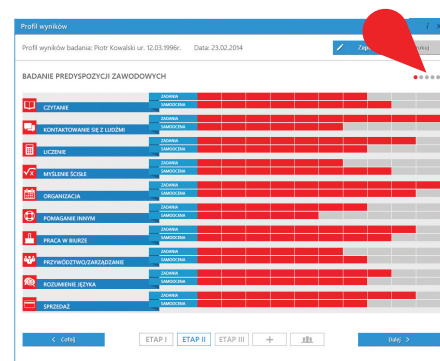 Profil wyników
Profil wyników badania: Piotr Kowalski ur. 12.03.1996r. Data: 23.02.2014
BADANIE PREDYSPOZYCJI ZAWODOWYCH
ZADANIA
CZYTANIE SAMOOCENA
ZADANIA
KONTAKTOWANIE SIĘ Z LUDŹMI SAMOOCENA
ZADANIA
LICZENIE SAMOOCENA
ZADANIA
MYŚLENIE ŚCISŁE SAMOOCENA
ZADANIA
ORGANIZACJA SAMOOCENA
ZADANIA
POMAGANIE INNYM SAMOOCENA
ZADANIA
PRACA W BIURZE SAMOOCENA
ZADANIA
PRZYWÓDZTWO/ZARZĄDZANIE SAMOOCENA
ZADANIA
ROZUMIENIE JĘZYKA SAMOOCENA
ZADANIA
SPRZEDAŻ SAMOOCENA
< Cofnij ETAP I ETAP II ETAP III + Dalej >